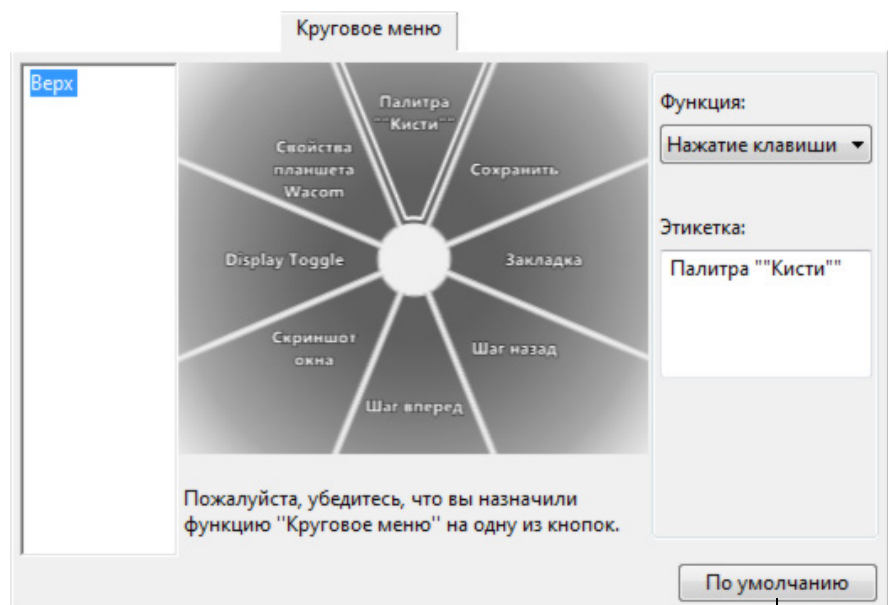 Круговое меню
Верх
Палитра
""Кисти""
Свойства
планшета
Wacom
Сохранить
Display Toggle
Закладка
Скриншот
окна
Шаг назад
Шаг вперед
Функция:
Нажатие клавиши
Этикетка:
Палитра ""Кисти""
Пожалуйста, убедитесь, что вы назначили
функцию "Круговое меню" на одну из кнопок.
По умолчанию